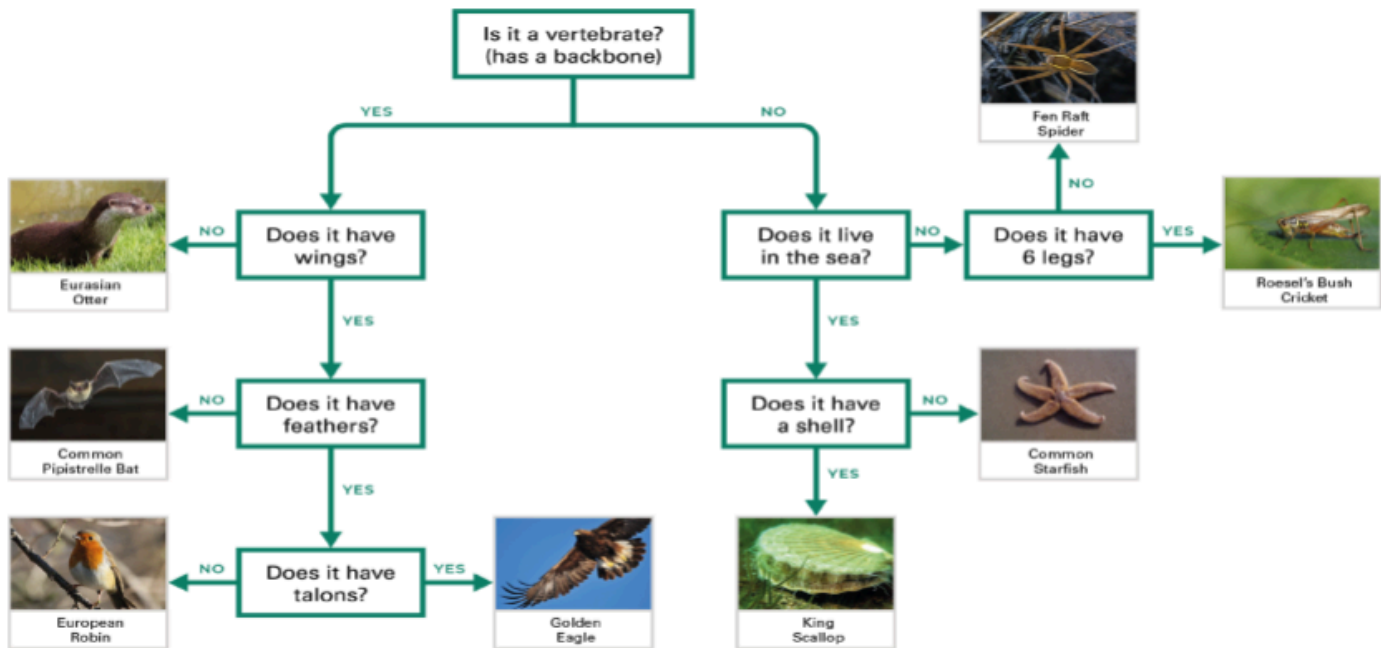 Is it a vertebrate?
(has a backbone)
YES
NO
Fen Raft
Spider
NO
Does it have
wings?
NO
Eurasian
Otter
Does it live
in the sea?
NO
Does it have
6 legs?
YES
Roesel's Bush
Cricket
YES
YES
Does it have
feathers?
NO
Common
Pipistrelle Bat
Does it have
a shell?
NO
Common
Starfish
YES
YES
Does it have
talons?
NO
YES
European
Robin
Golden
Eagle
King
Scallop